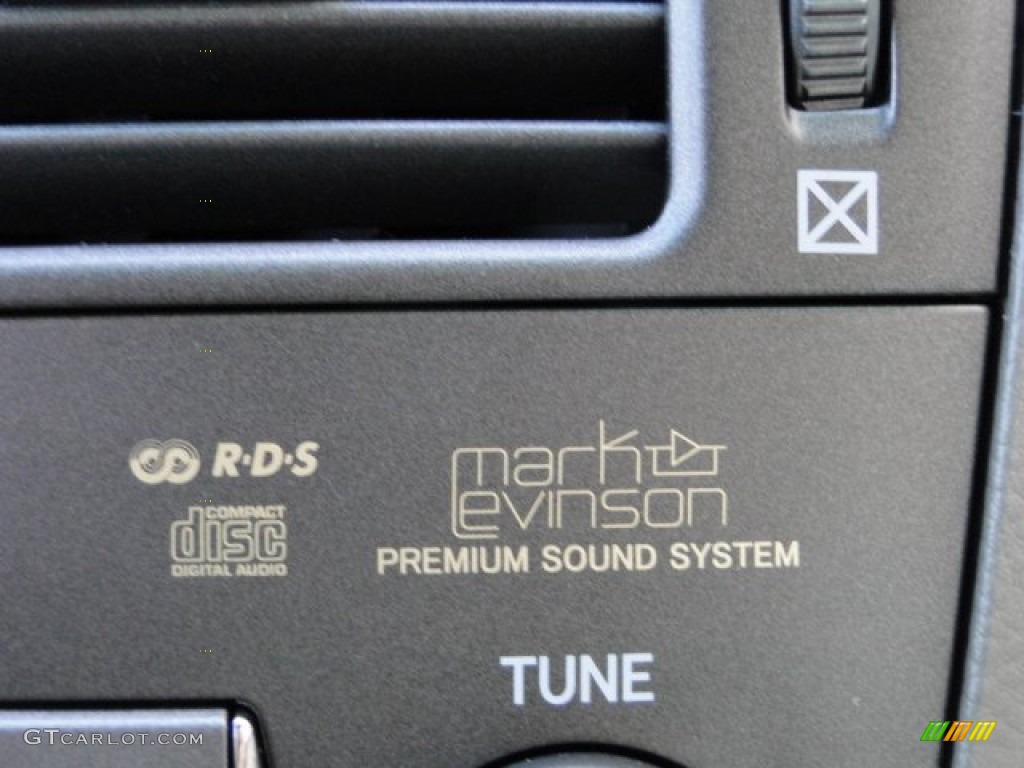 R·D·S
COMPACT
disc
DIGITAL AUDIO
mark
Levinson
PREMIUM SOUND SYSTEM
TUNE
GTCARLOT.COM